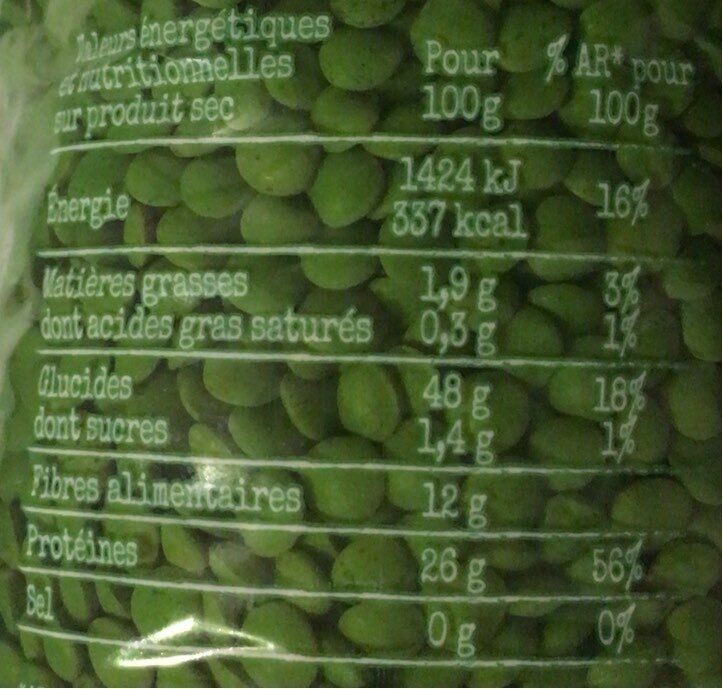 Valeurs énergétiques
et nutritionnelles
sur produit sec
Pour
100g
% AR* pour
100g
Énergie
1424 kJ
337 kcal
16%
Matières grasses 1,9 g 3%
dont acides gras saturés 0,3 g 1%
Glucides 48 g 18%
dont sucres 1,4 g 1%
Fibres alimentaires 12 g
Protéines 26 g 56%
Sel 0 g 0%